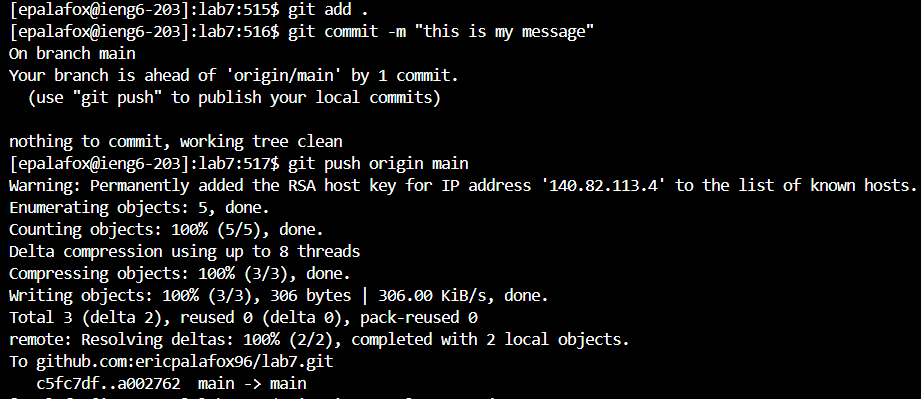 [epalafox@ieng6-203]:lab7:515$ git add .
[epalafox@ieng6-203]:lab7:516$ git commit -m "this is my message"
On branch main
Your branch is ahead of 'origin/main' by 1 commit.
  (use "git push" to publish your local commits)

nothing to commit, working tree clean
[epalafox@ieng6-203]:lab7:517$ git push origin main
Warning: Permanently added the RSA host key for IP address '140.82.113.4' to the list of known hosts.
Enumerating objects: 5, done.
Counting objects: 100% (5/5), done.
Delta compression using up to 8 threads
Compressing objects: 100% (3/3), done.
Writing objects: 100% (3/3), 306 bytes | 306.00 KiB/s, done.
Total 3 (delta 2), reused 0 (delta 0), pack-reused 0
remote: Resolving deltas: 100% (2/2), completed with 2 local objects.
To github.com:ericpalafox96/lab7.git
   c5fc7df..a002762  main -> main